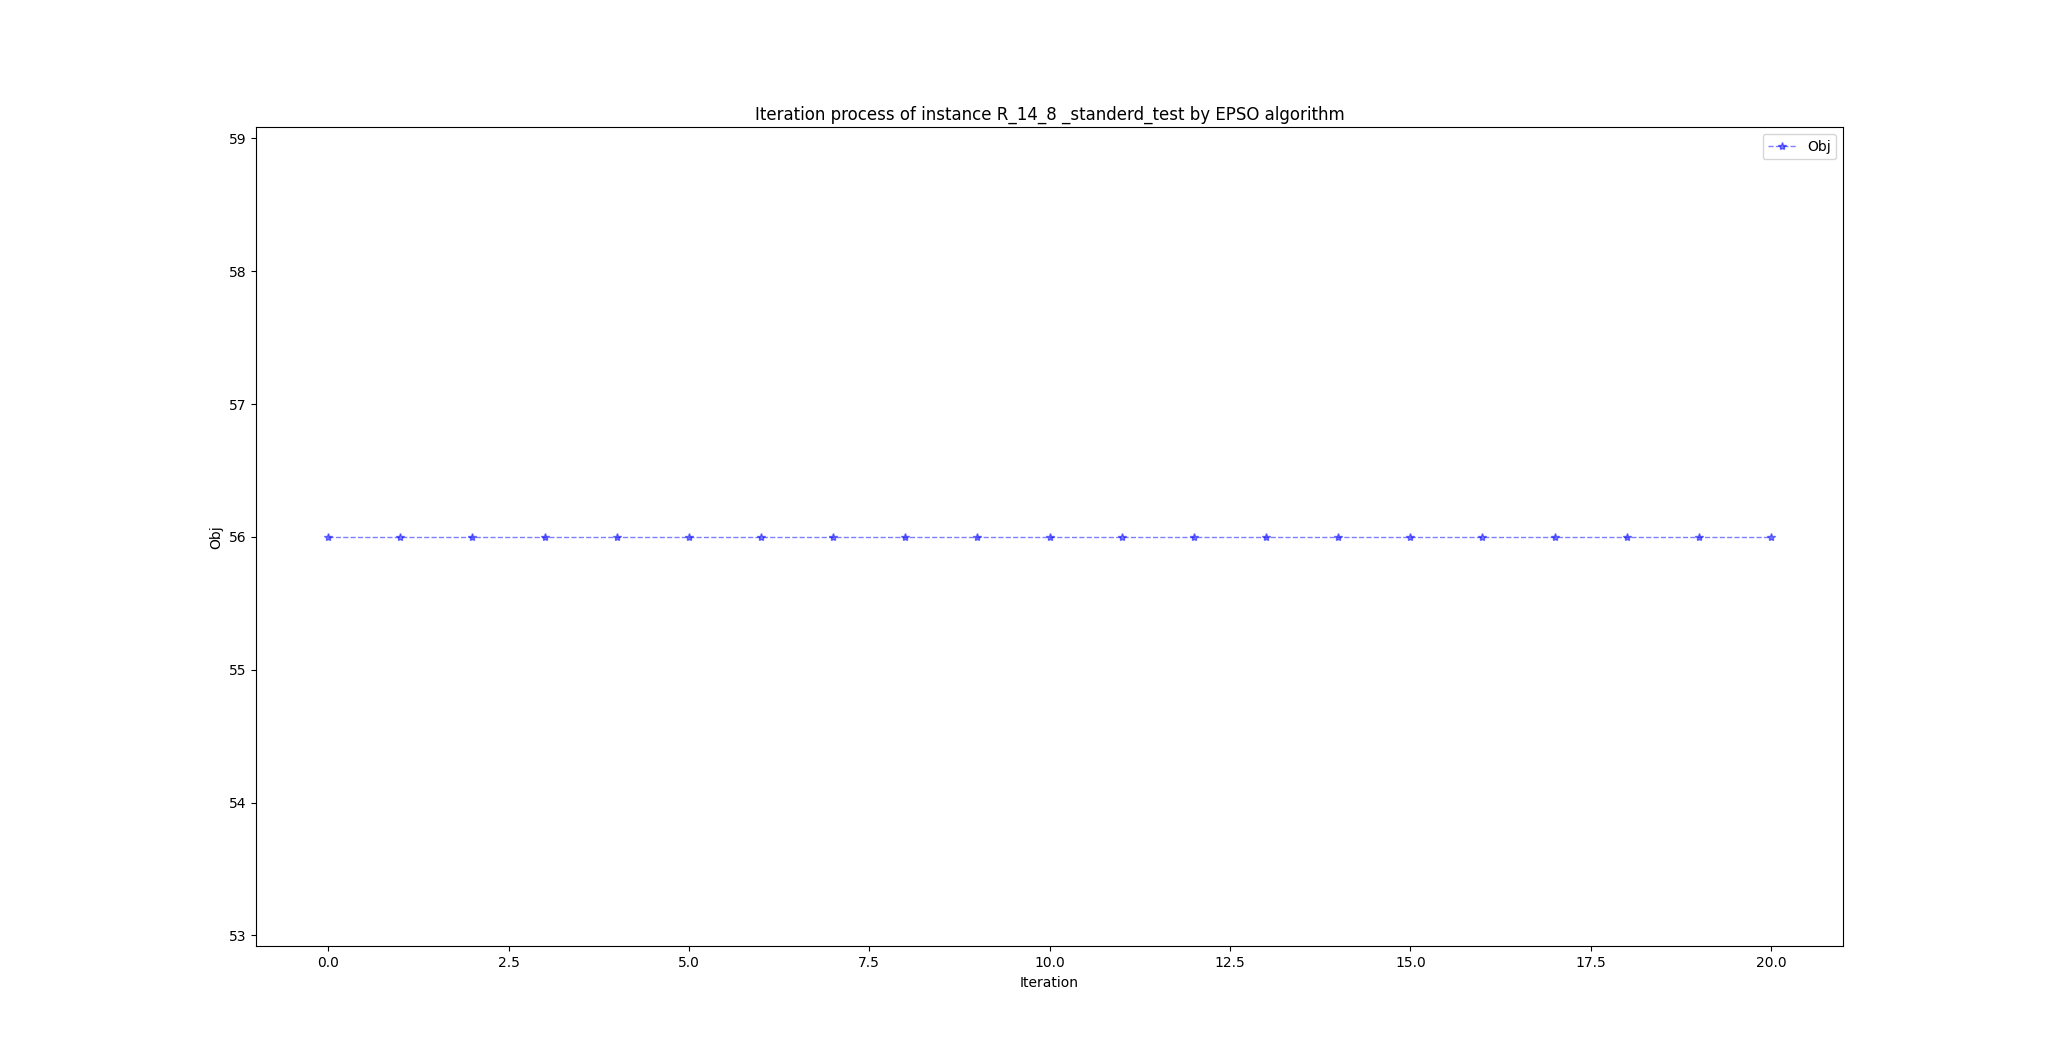 Iteration process of instance R_14_8 _standerd_test by EPSO algorithm
59
Obj
58
57
56
Obj
55
54
53
0.0 2.5 5.0 7.5 10.0 12.5 15.0 17.5 20.0
Iteration